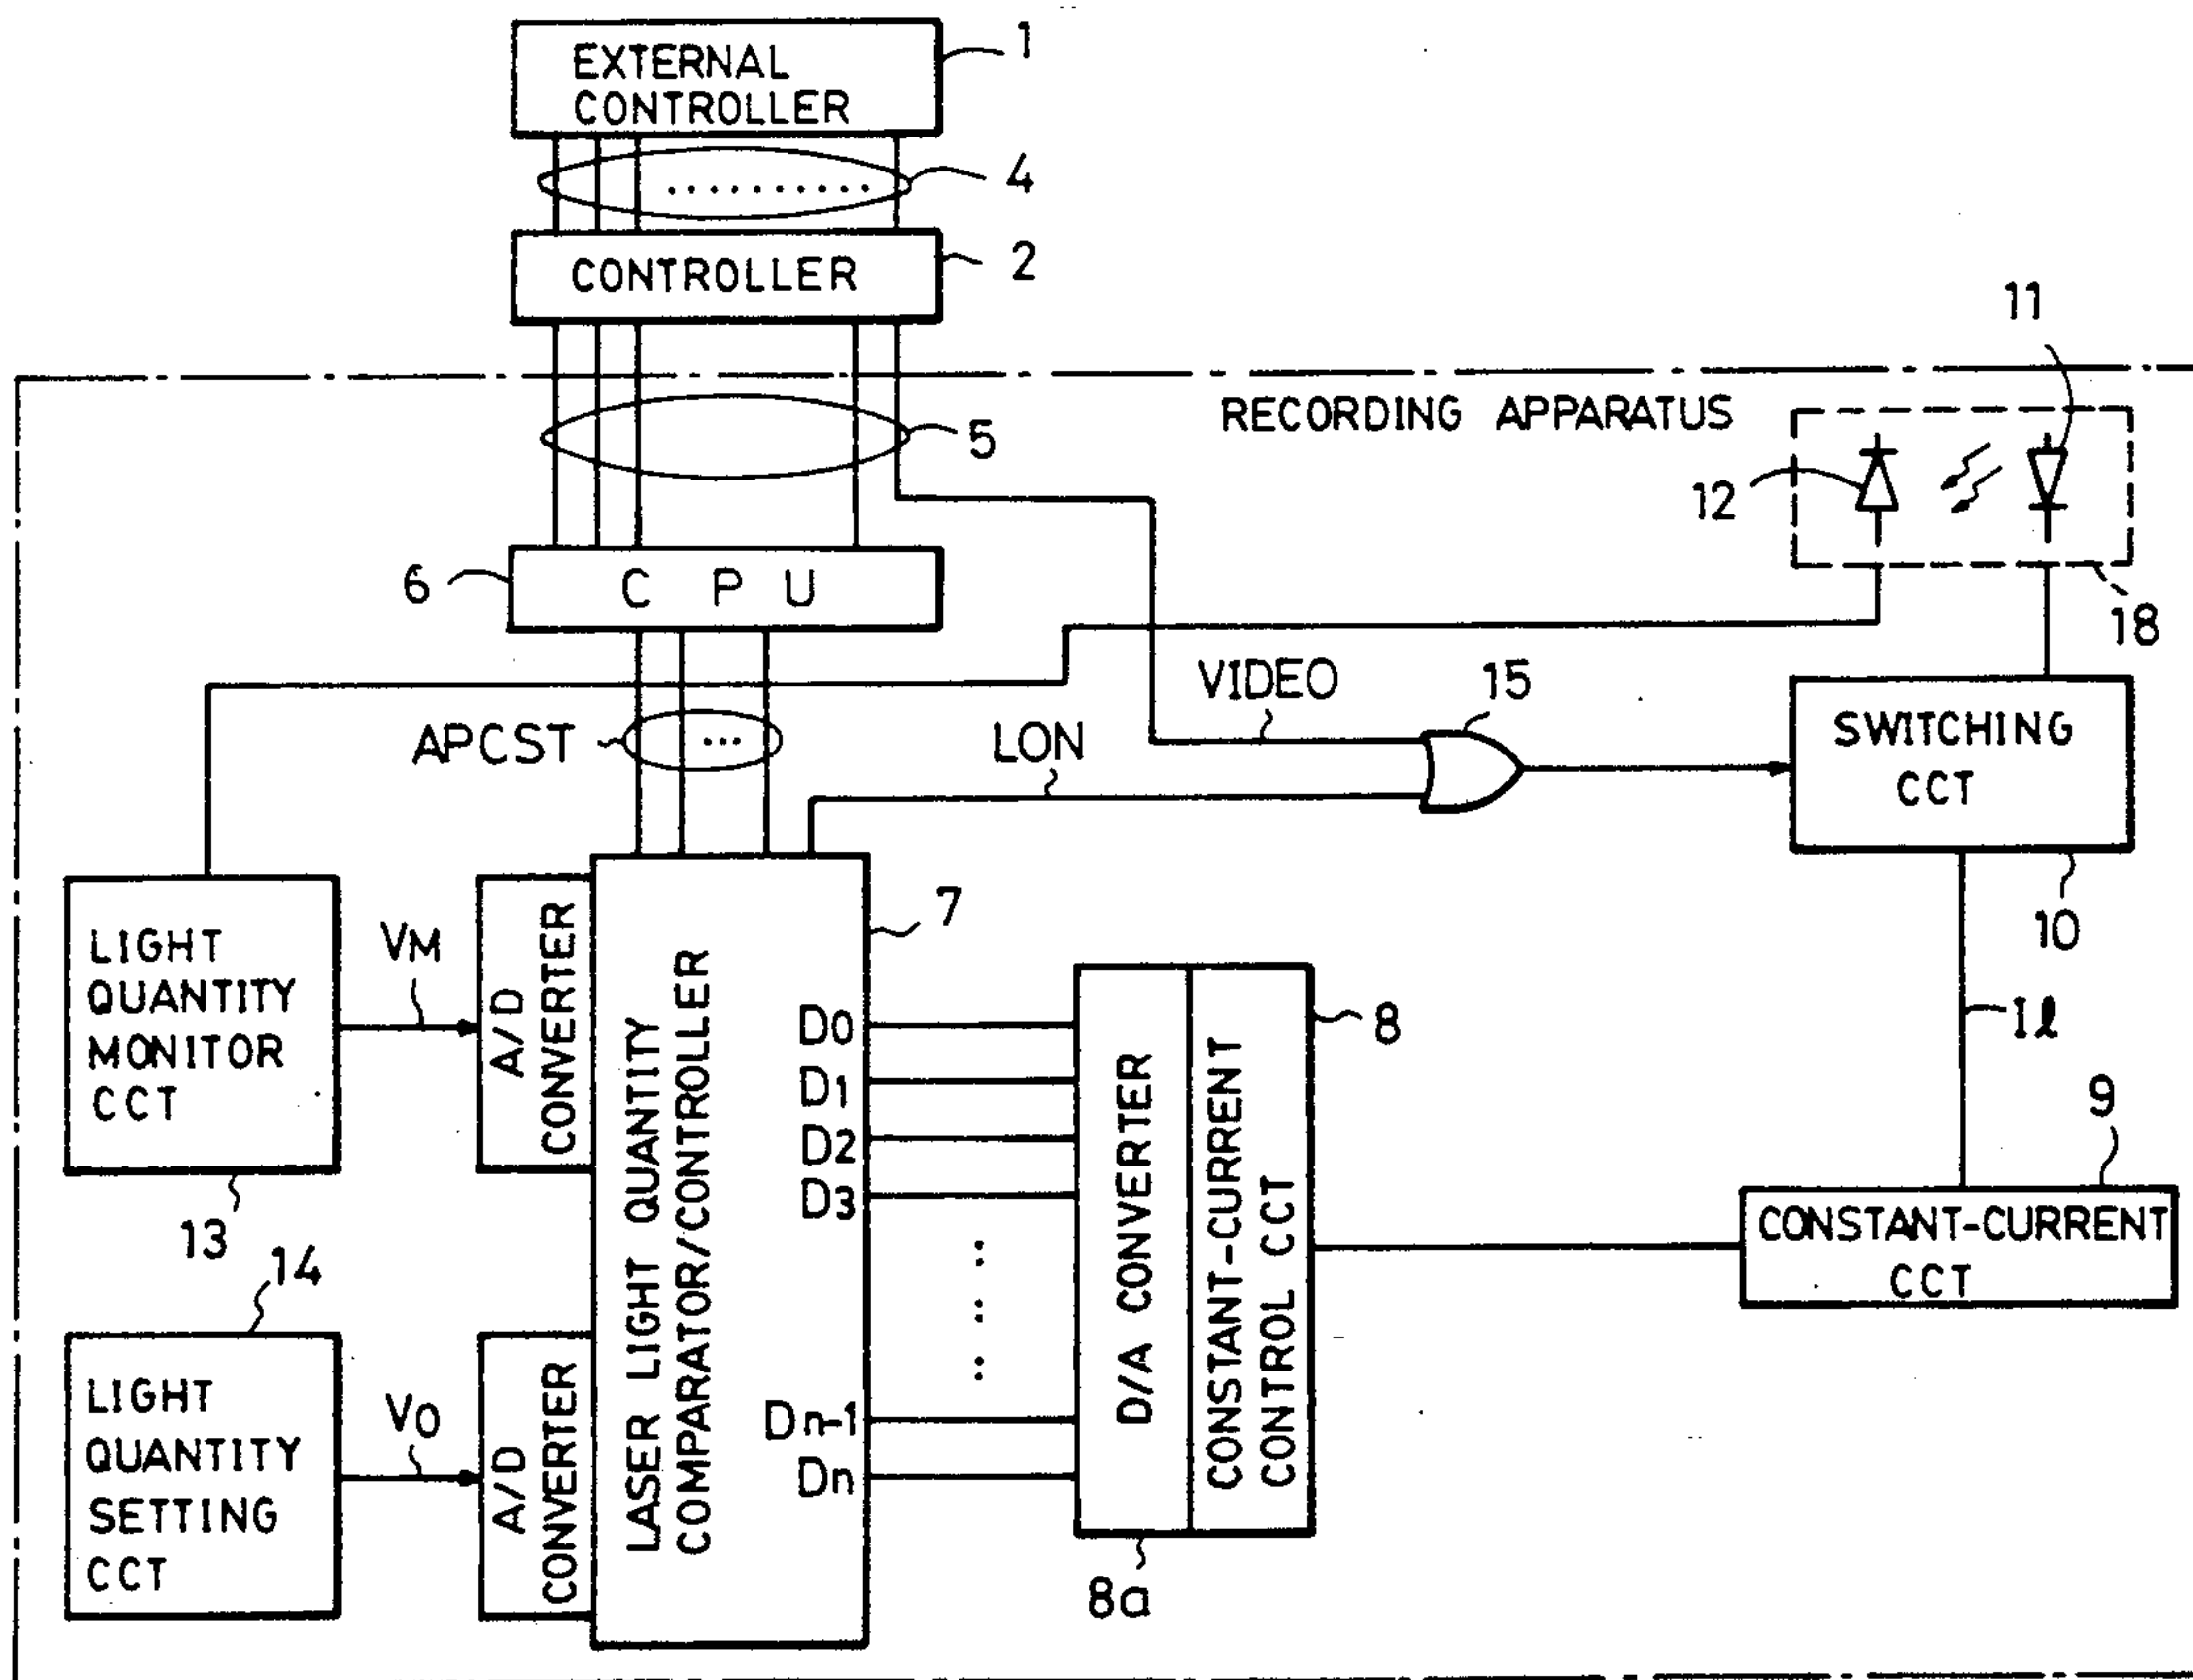 EXTERNAL
CONTROLLER
1
4
CONTROLLER
2
11
RECORDING APPARATUS
5
12
6
C P U
18
VIDEO
15
APCST
LON
SWITCHING
CCT
10
7
LIGHT
QUANTITY
MONITOR
CCT
VM
A/D
CONVERTER
LASER LIGHT QUANTITY
COMPARATOR/CONTROLLER
D0
D1
D2
D3
Dn-1
Dn
D/A CONVERTER
CONSTANT-CURRENT
CONTROL CCT
8
Il
9
CONSTANT-CURRENT
CCT
13
14
LIGHT
QUANTITY
SETTING
CCT
VO
A/D
CONVERTER
8a